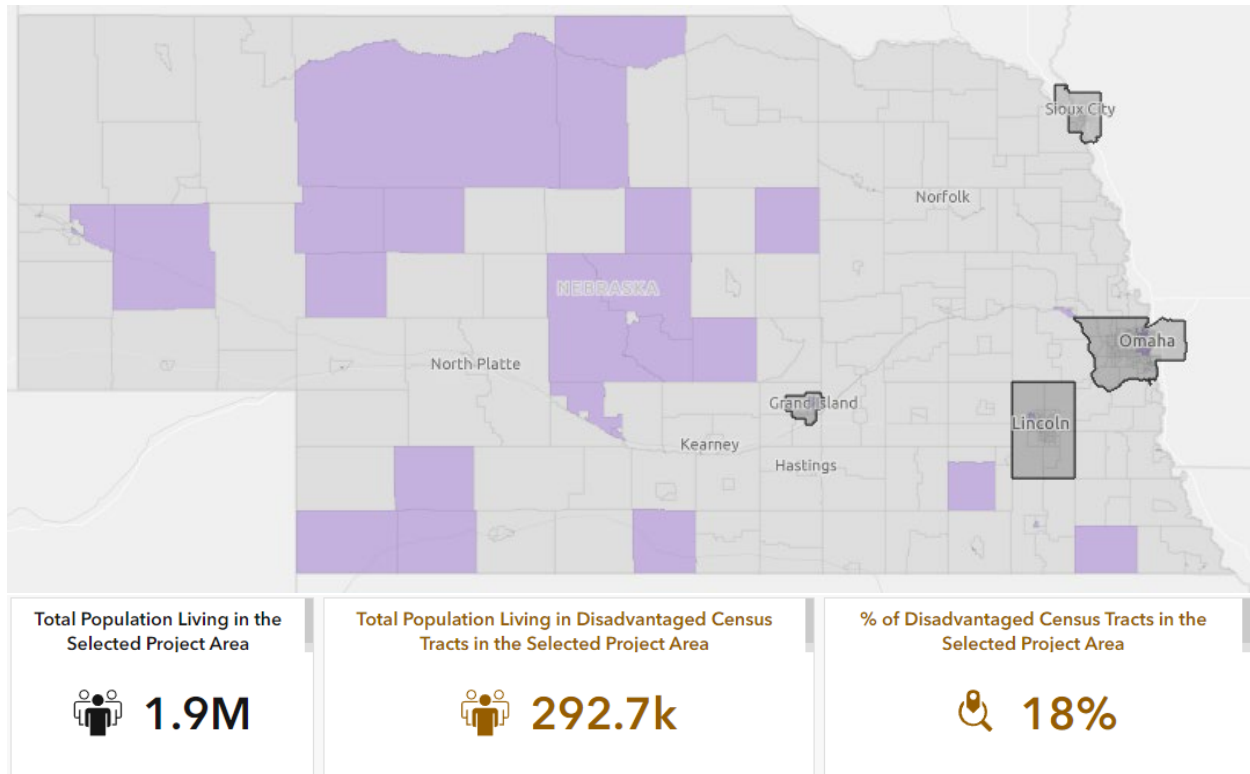 Sioux City
Norfolk
NEBRASKA
Omaha
North Platte
Grand Island
Lincoln
Kearney
Hastings
Total Population Living in the
Selected Project Area
1.9M
Total Population Living in Disadvantaged Census
Tracts in the Selected Project Area
292.7k
% of Disadvantaged Census Tracts in the
Selected Project Area
18%